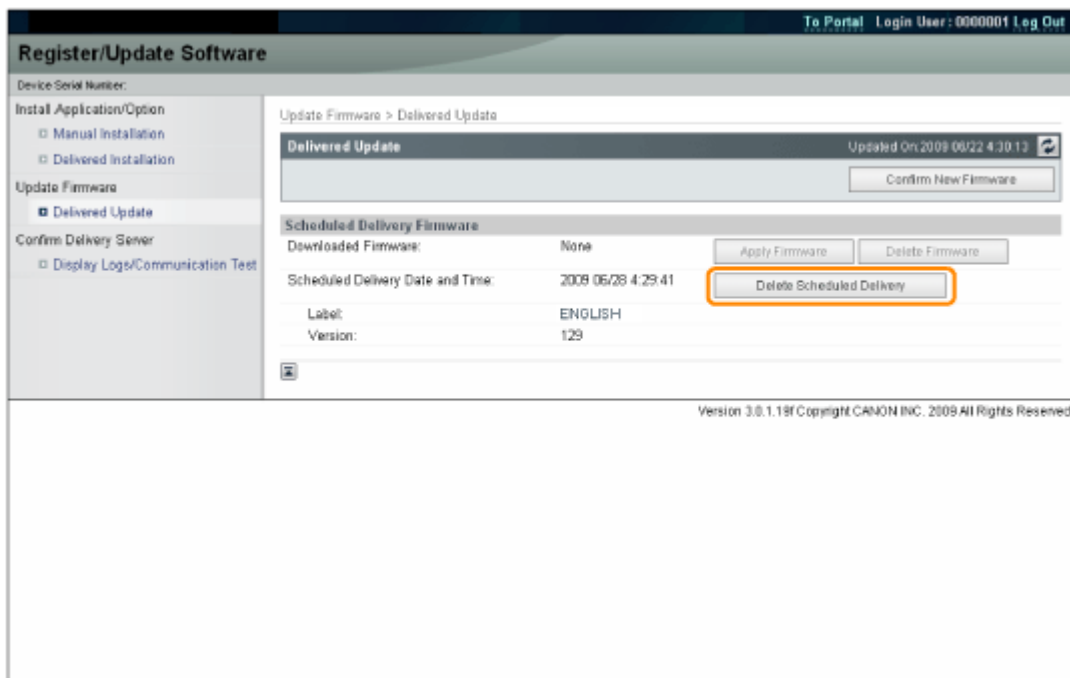 To Portal Login User : 0000001 Log Out
Register/Update Software
Device Serial Number:
Install Application/Option
Manual Installation
Delivered Installation
Update Firmware
Delivered Update
Confirm Delivery Server
Display Logs/Communication Test
Update Firmware > Delivered Update
Delivered Update Updated On:2009 06/22 4:30:13
Confirm New Firmware
Scheduled Delivery Firmware
Downloaded Firmware: None Apply Firmware Delete Firmware
Scheduled Delivery Date and Time: 2009 06/28 4:29:41 Delete Scheduled Delivery
Label: ENGLISH
Version: 129
Version 3.0.1.19f Copyright CANON INC. 2009 All Rights Reserved